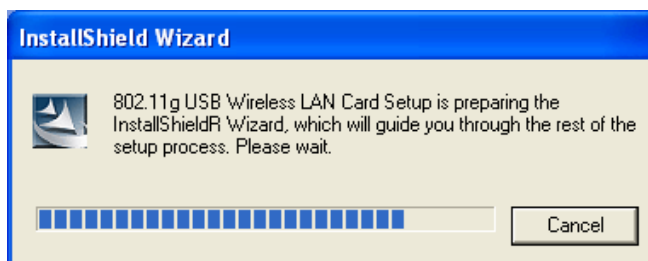 InstallShield Wizard
802.11g USB Wireless LAN Card Setup is preparing the
InstallShieldR Wizard, which will guide you through the rest of the
setup process. Please wait.
Cancel